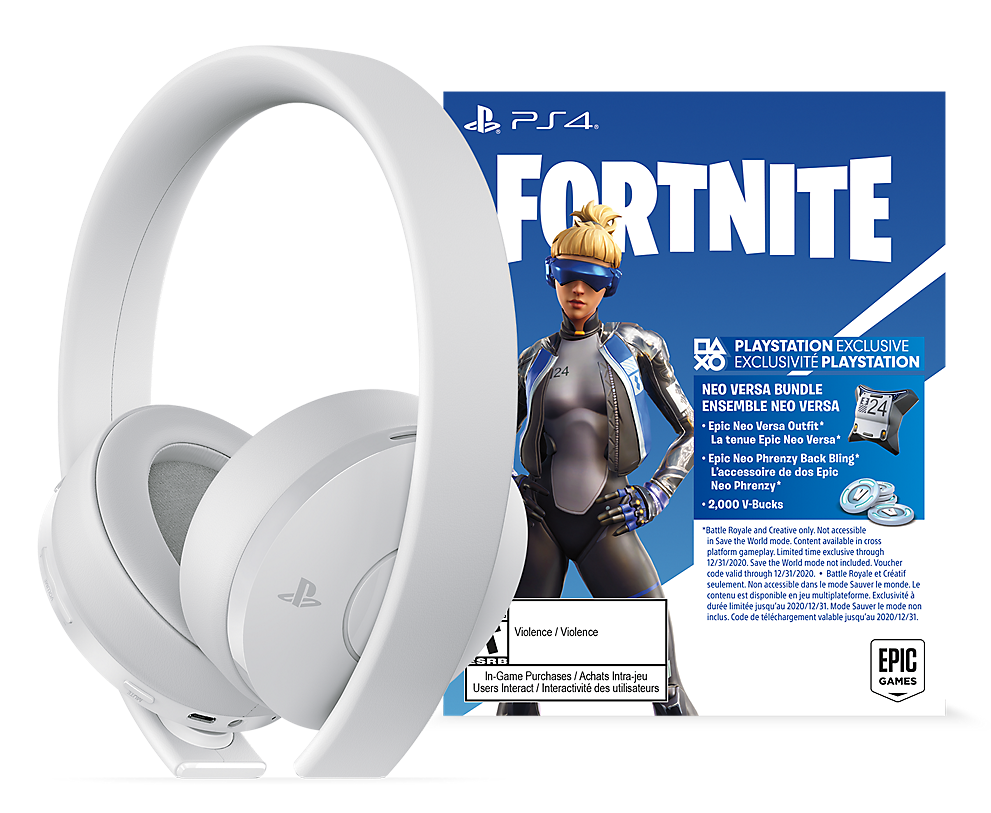 PS4
FORTNITE
24
PLAYSTATION EXCLUSIVE
EXCLUSIVITÉ PLAYSTATION
NEO VERSA BUNDLE
ENSEMBLE NEO VERSA
• Epic Neo Versa Outfit*
La tenue Epic Neo Versa*
• Epic Neo Phrenzy Back Bling*
L'accessoire de dos Epic
Neo Phrenzy*
• 2,000 V-Bucks
24
*Battle Royale and Creative only. Not accessible
in Save the World mode. Content available in cross
platform gameplay. Limited time exclusive through
12/31/2020. Save the World mode not included. Voucher
code valid through 12/31/2020. • Battle Royale et Créatif
seulement. Non accessible dans le mode Sauver le monde. Le
contenu est disponible en jeu multiplateforme. Exclusivité à
durée limitée jusqu'au 2020/12/31. Mode Sauver le monde non
inclus. Code de téléchargement valable jusqu'au 2020/12/31.
Violence / Violence
ESRB
In-Game Purchases / Achats Intra-jeu
Users Interact / Interactivité des utilisateurs
EPIC
GAMES